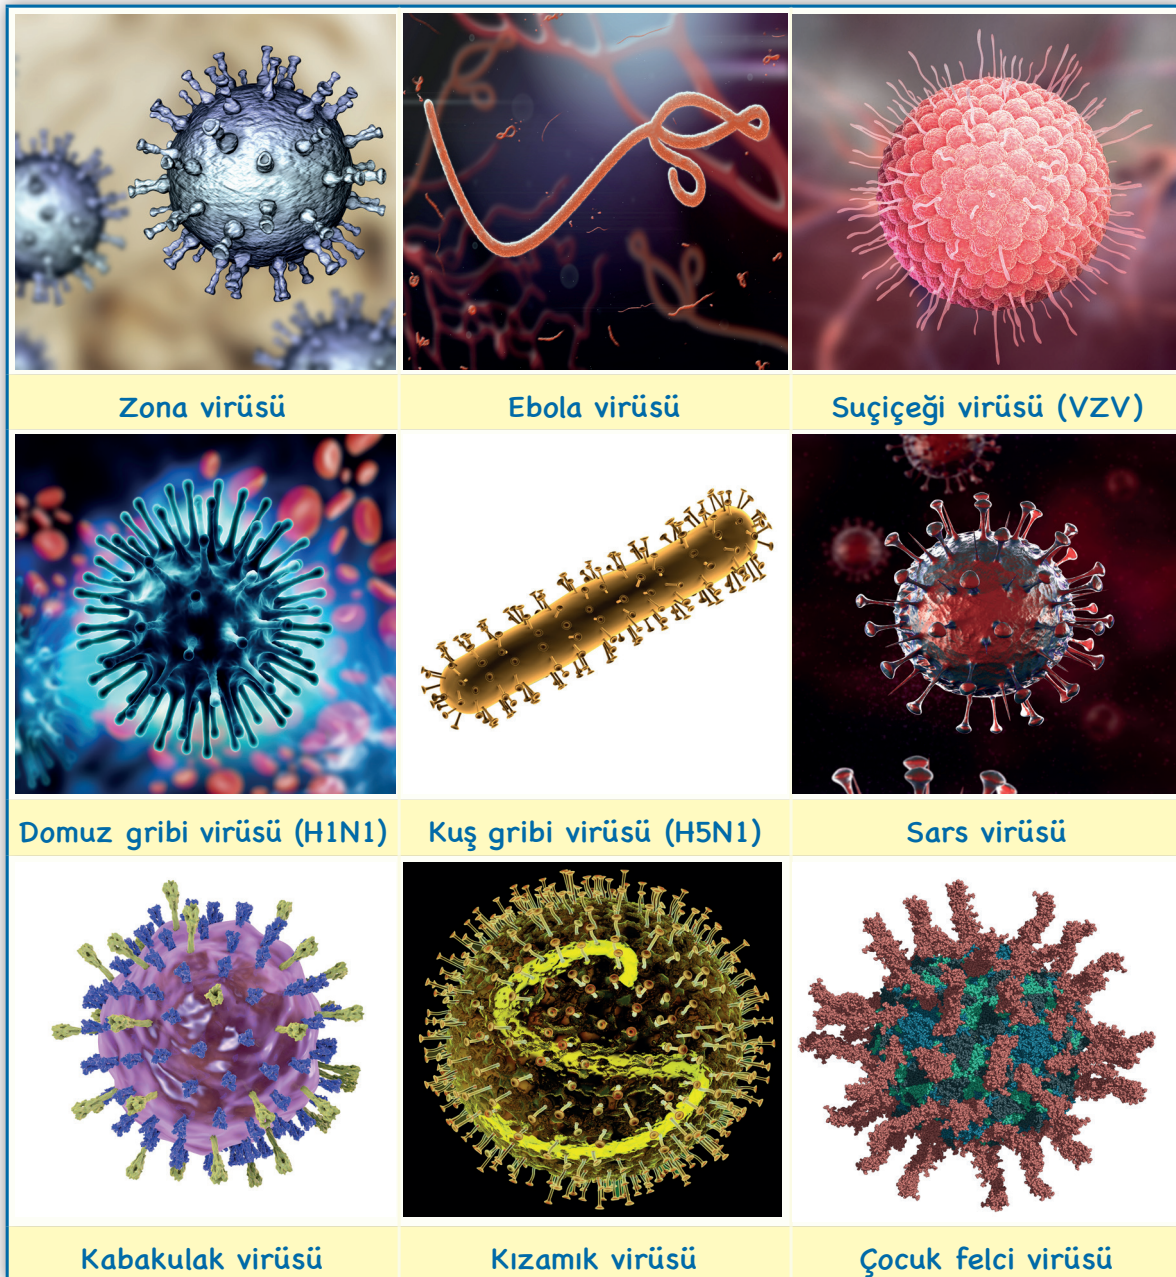 Zona virüsü
Ebola virüsü
Suçiçeği virüsü (VZV)
Domuz gribi virüsü (H1N1)
Kuş gribi virüsü (H5N1)
Sars virüsü
Kabakulak virüsü
Kızamık virüsü
Çocuk felci virüsü